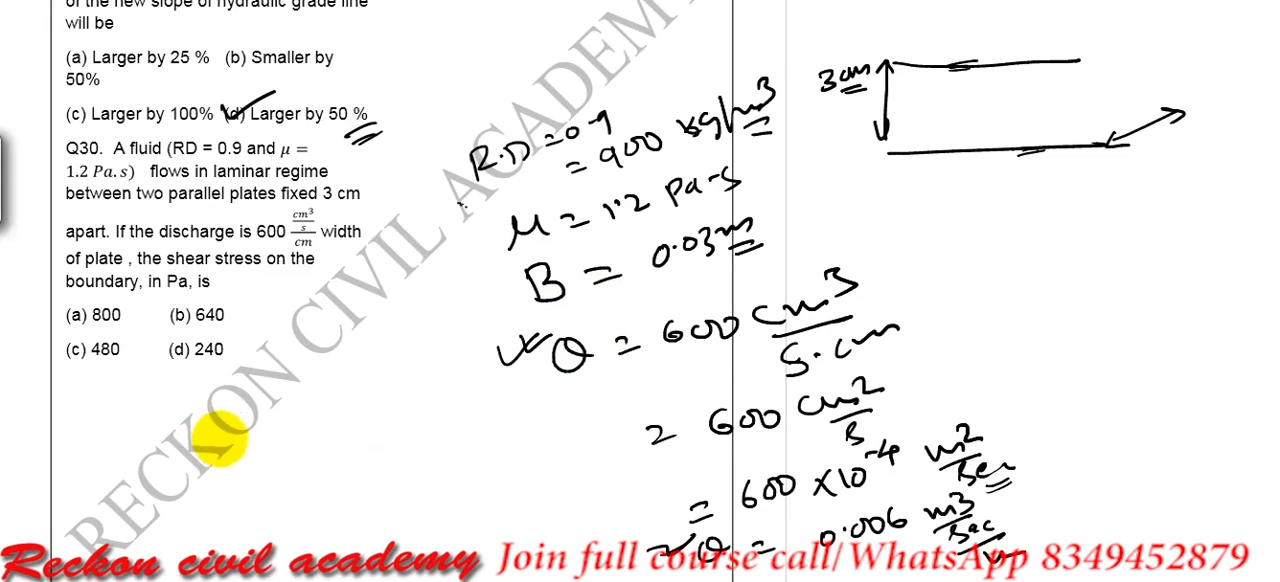 of the new slope of hydraulic grade line
will be
(a) Larger by 25 % (b) Smaller by
50%
(c) Larger by 100% (d) Larger by 50 %
Q30. A fluid (RD = 0.9 and μ =
1.2 Pa.s) flows in laminar regime
between two parallel plates fixed 3 cm
apart. If the discharge is 600 cm³/s/cm width
of plate , the shear stress on the
boundary, in Pa, is
(a) 800 (b) 640
(c) 480 (d) 240
R.D = 0.9
= 900 kg/m3
μ = 1.2 Pa-s
B = 0.03 m
Q = 600 cm3/s.cm
= 600 cm2/s
= 600 × 10-4 m2/sec
Q = 0.006 m3
3 cm
RECKON CIVIL ACADEM
Reckon civil academy Join full course call/WhatsApp 8349452879